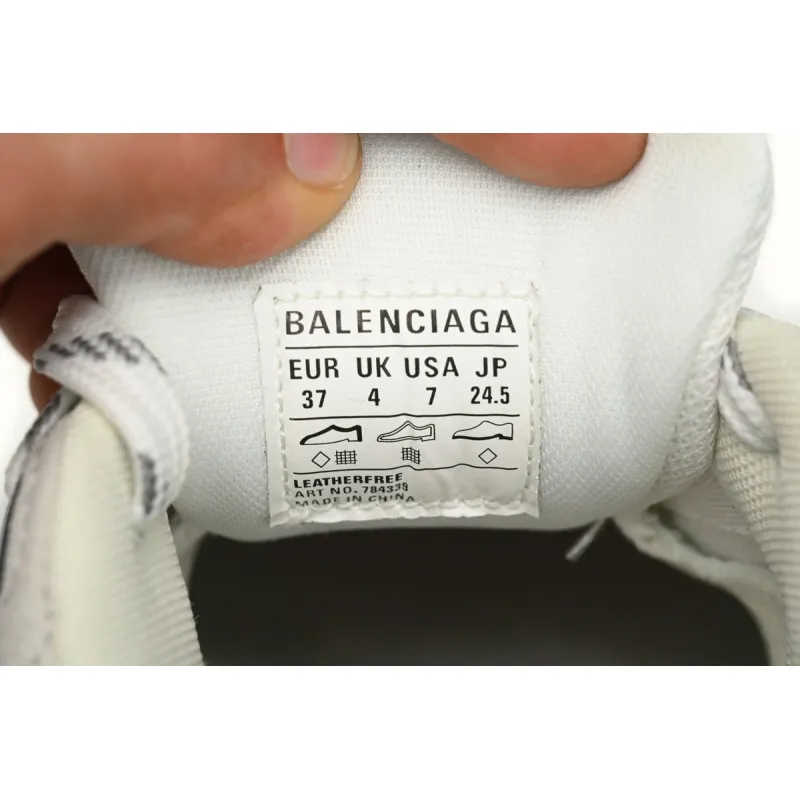 BALENCIAGA
EUR UK USA JP
37 4 7 24.5
LEATHERFREE
ART NO. 784339
MADE IN CHINA